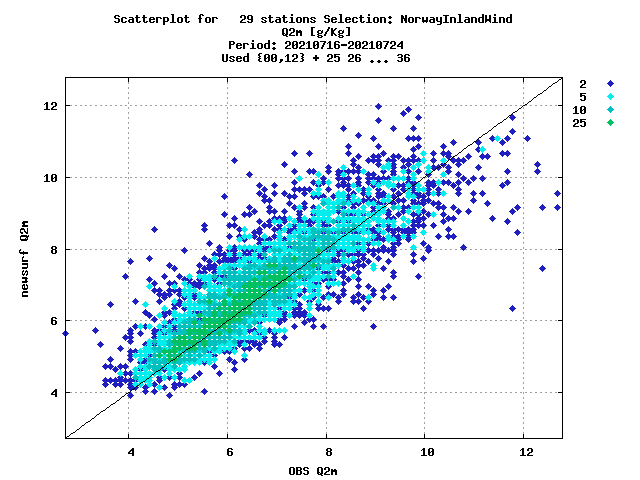 Scatterplot for   29 stations Selection: NorwayInlandWind
Q2m [g/Kg]
Period: 20210716-20210724
Used {00,12} + 25 26 ... 36
2
5
10
25
12
10
8
6
4
newsurf Q2m
4 6 8 10 12
OBS Q2m